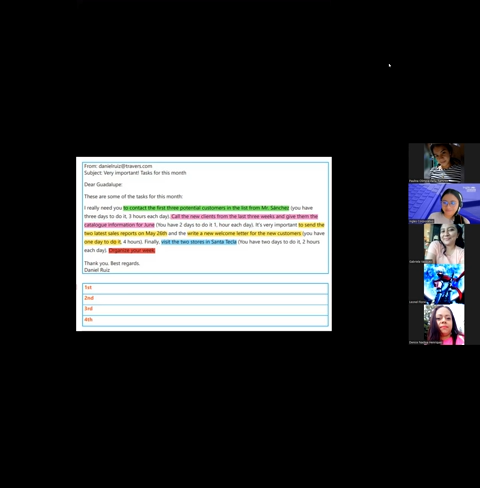 From: danielruiz@travers.com
Subject: Very important! Tasks for this month
Dear Guadalupe:
These are some of the tasks for this month:
I really need you to contact the first three potential customers in the list from Mr. Sánchez (you have
three days to do it, 3 hours each day). Call the new clients from the last three weeks and give them the
catalogue information for June (You have 2 days to do it 1, hour each day). It's very important to send the
two latest sales reports on May 26th and the write a new welcome letter for the new customers (you have
one day to do it, 4 hours). Finally, visit the two stores in Santa Tecla (You have two days to do it, 2 hours
each day). Organize your week.
Thank you. Best regards.
Daniel Ruiz
1st
2nd
3rd
4th